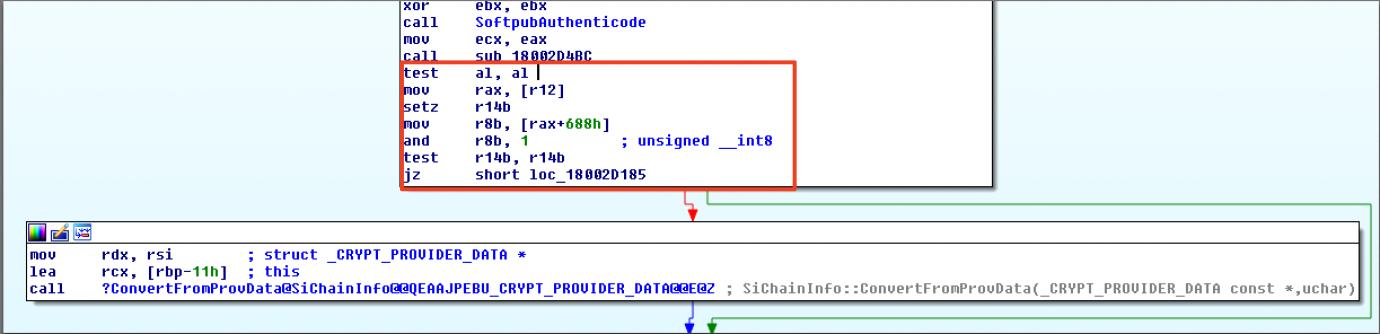 xor ebx, ebx
call SoftpubAuthenticode
mov ecx, eax
call sub_18002D4BC
test al, al
mov rax, [r12]
setz r14b
mov r8b, [rax+688h]
and r8b, 1 ; unsigned __int8
test r14b, r14b
jz short loc_18002D185
mov rdx, rsi ; struct _CRYPT_PROVIDER_DATA *
lea rcx, [rbp-11h] ; this
call ?ConvertFromProvData@SiChainInfo@@QEAAJPEBU_CRYPT_PROVIDER_DATA@@E@Z ; SiChainInfo::ConvertFromProvData(_CRYPT_PROVIDER_DATA const *,uchar)